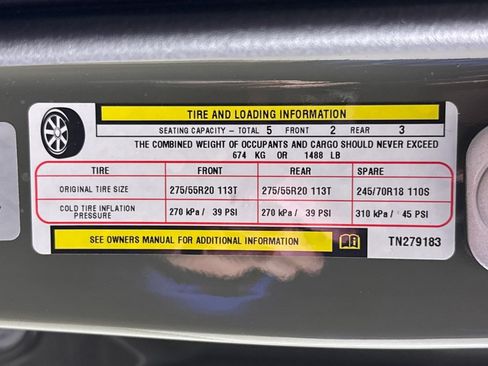 TIRE AND LOADING INFORMATION
SEATING CAPACITY – TOTAL 5 FRONT 2 REAR 3
THE COMBINED WEIGHT OF OCCUPANTS AND CARGO SHOULD NEVER EXCEED
674 KG OR 1488 LB
TIRE FRONT REAR SPARE
ORIGINAL TIRE SIZE 275/55R20 113T 275/55R20 113T 245/70R18 110S
COLD TIRE INFLATION PRESSURE 270 kPa / 39 PSI 270 kPa / 39 PSI 310 kPa / 45 PSI
SEE OWNERS MANUAL FOR ADDITIONAL INFORMATION TN279183